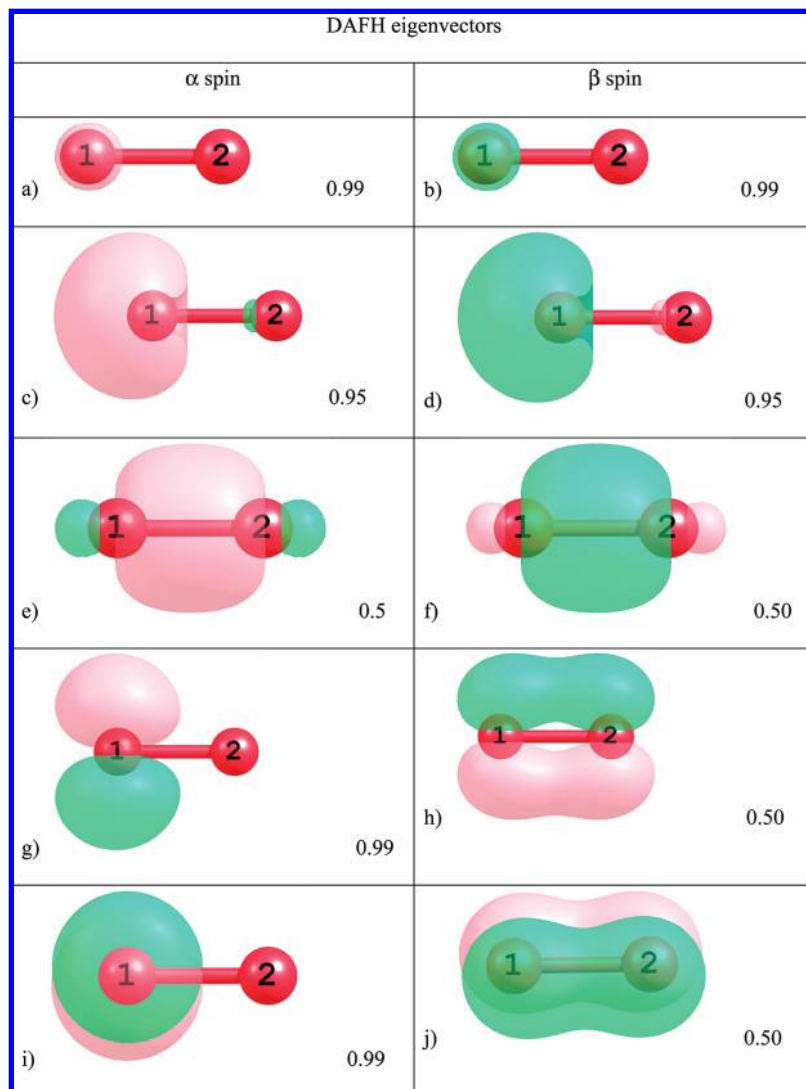 DAFH eigenvectors
α spin
β spin
1 2
a) 0.99
1 2
b) 0.99
1 2
c) 0.95
1 2
d) 0.95
1 2
e) 0.5
1 2
f) 0.50
1 2
g) 0.99
1 2
h) 0.50
1 2
i) 0.99
1 2
j) 0.50